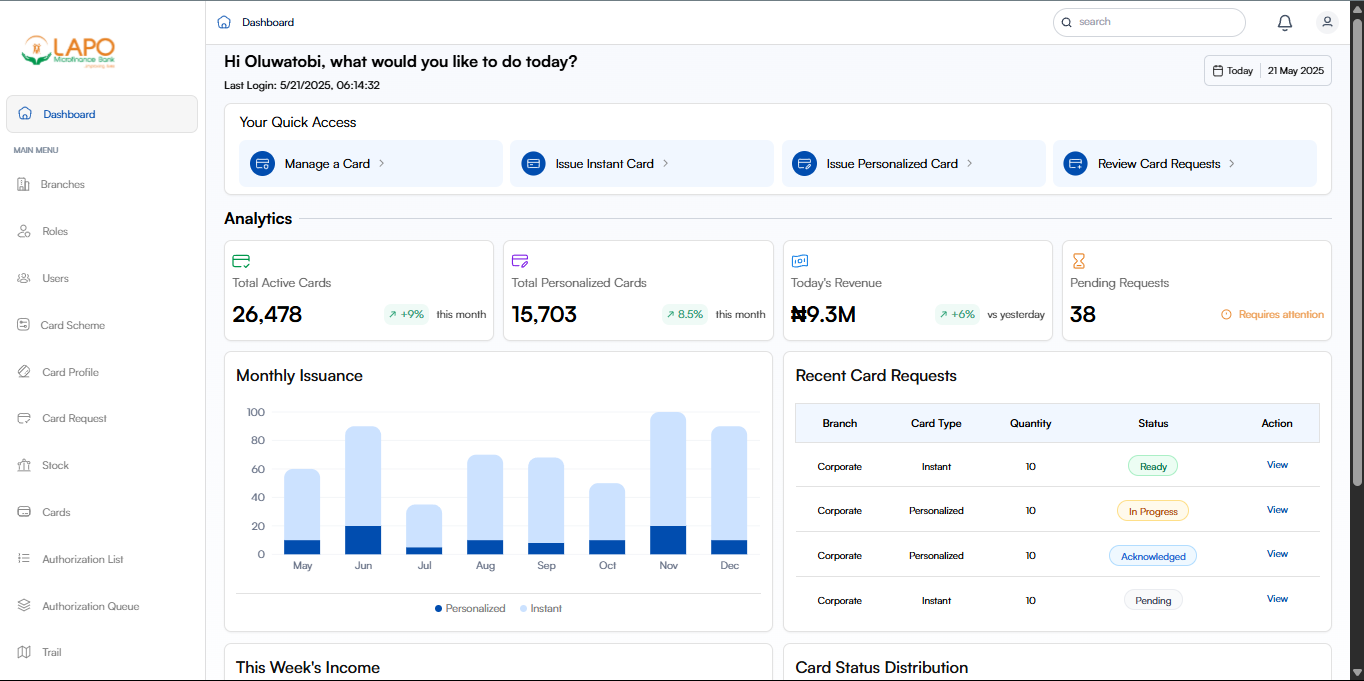 LAPO
Microfinance Bank
Dashboard
MAIN MENU
Branches
Roles
Users
Card Scheme
Card Profile
Card Request
Stock
Cards
Authorization List
Authorization Queue
Trail
Dashboard
search
Hi Oluwatobi, what would you like to do today?
Last Login: 5/21/2025, 06:14:32
Today 21 May 2025
Your Quick Access
Manage a Card
Issue Instant Card
Issue Personalized Card
Review Card Requests
Analytics
Total Active Cards
26,478 +9% this month
Total Personalized Cards
15,703 8.5% this month
Today's Revenue
₦9.3M +6% vs yesterday
Pending Requests
38 Requires attention
Monthly Issuance
100
80
60
40
20
0
May Jun Jul Aug Sep Oct Nov Dec
Personalized Instant
Recent Card Requests
Branch Card Type Quantity Status Action
Corporate Instant 10 Ready View
Corporate Personalized 10 In Progress View
Corporate Personalized 10 Acknowledged View
Corporate Instant 10 Pending View
This Week's Income
Card Status Distribution